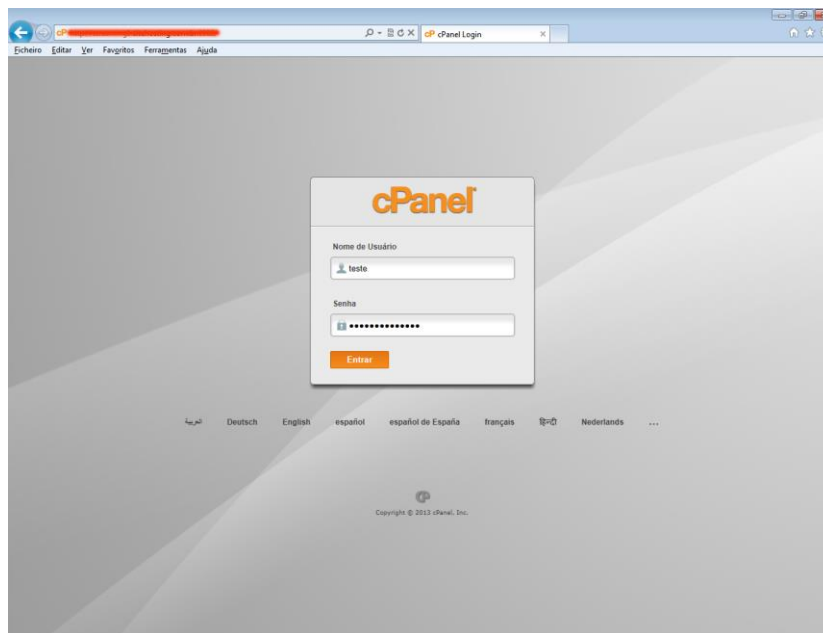 cPanel Login
Ficheiro Editar Ver Favoritos Ferramentas Ajuda
cPanel
Nome de Usuário
teste
Senha
Entrar
العربية Deutsch English español español de España français हिन्दी Nederlands ...
Copyright © 2013 cPanel, Inc.